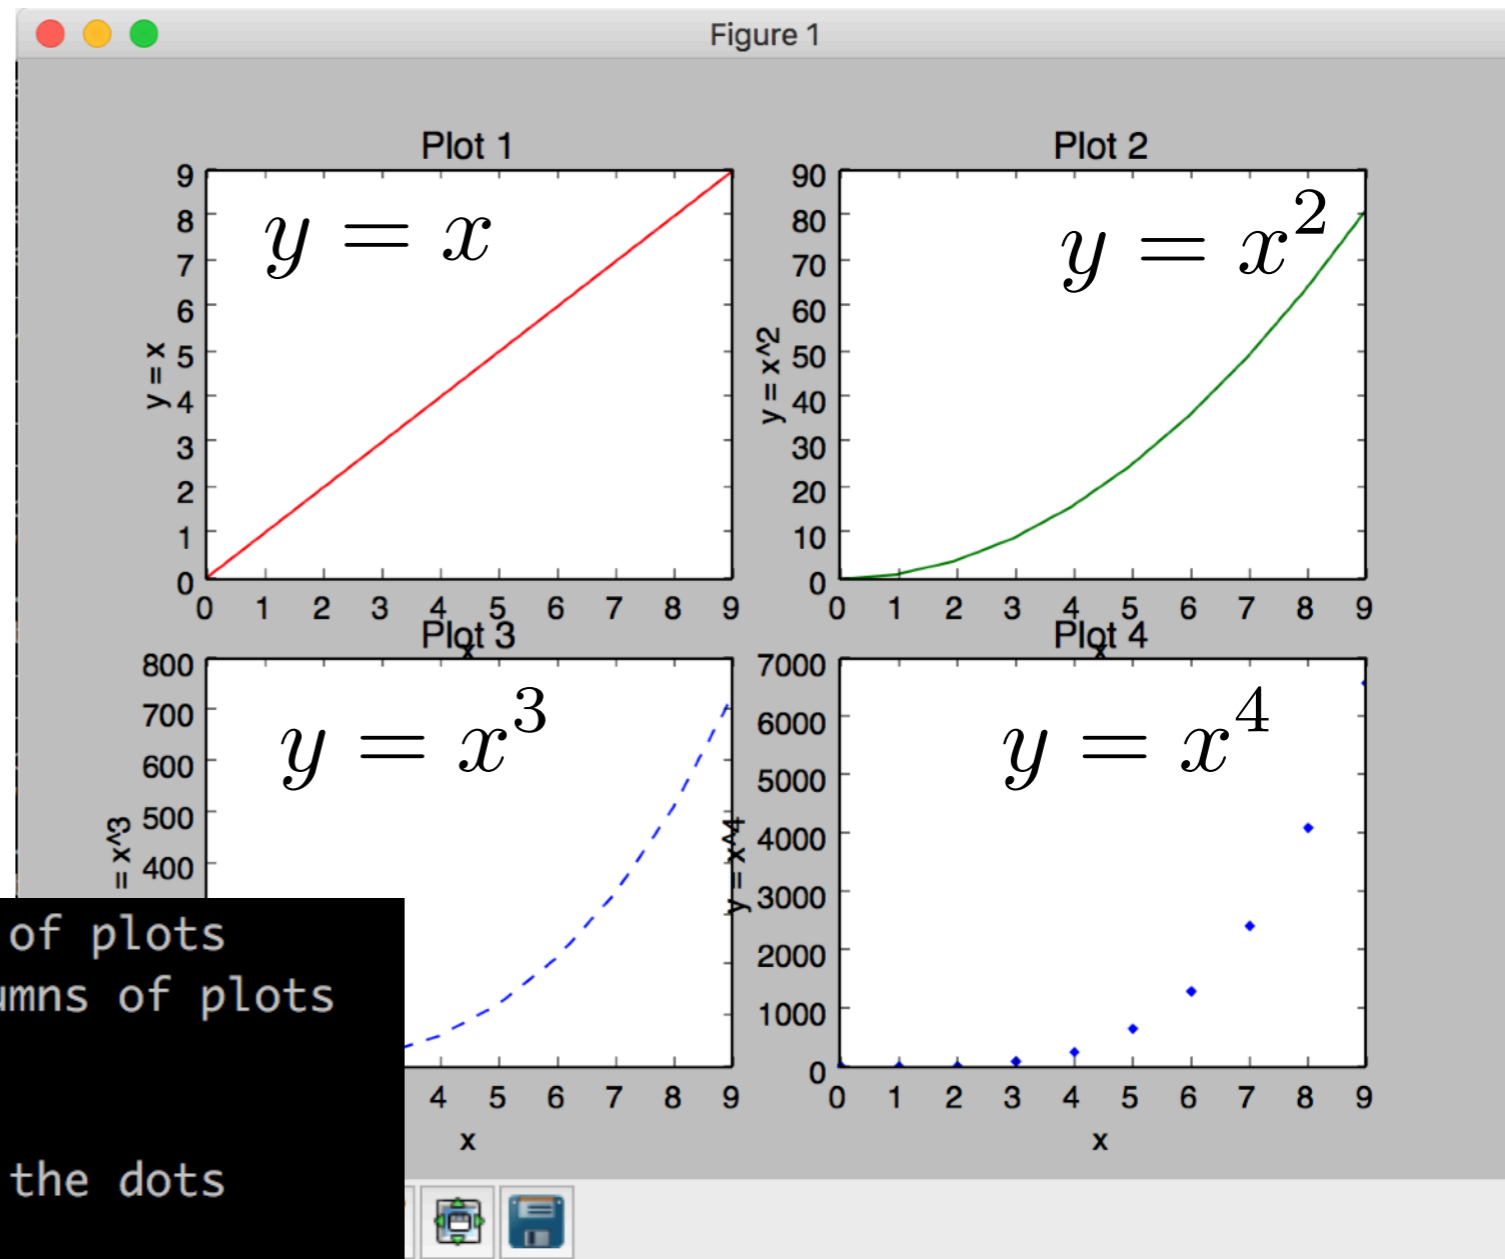 Figure 1
Plot 1
9
8
7
6
5
4
3
2
1
0
y = x
y = x
0 1 2 3 4 5 6 7 8 9
x
Plot 2
90
80
70
60
50
40
30
20
10
0
y = x^2
y = x²
0 1 2 3 4 5 6 7 8 9
x
Plot 3
800
700
600
500
400
= x^3
y = x³
4 5 6 7 8 9
x
Plot 4
7000
6000
5000
4000
3000
2000
1000
0
y = x^4
y = x⁴
0 1 2 3 4 5 6 7 8 9
x
of plots
umns of plots
the dots